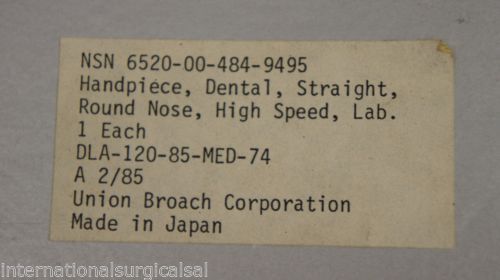 NSN 6520-00-484-9495
Handpiece, Dental, Straight,
Round Nose, High Speed, Lab.
1 Each
DLA-120-85-MED-74
A 2/85
Union Broach Corporation
Made in Japan
internationalsurgicalsal